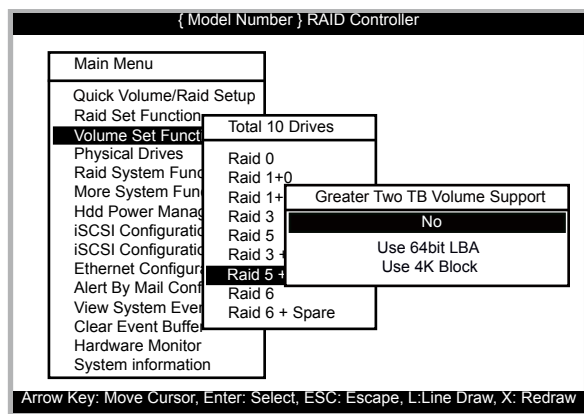 { Model Number } RAID Controller
Main Menu
Quick Volume/Raid Setup
Raid Set Function
Volume Set Funct
Physical Drives
Raid System Func
More System Fun
Hdd Power Manag
iSCSI Configuratio
iSCSI Configuratio
Ethernet Configura
Alert By Mail Conf
View System Ever
Clear Event Buffe
Hardware Monitor
System information
Total 10 Drives
Raid 0
Raid 1+0
Raid 1+
Raid 3
Raid 5
Raid 3 +
Raid 5 +
Raid 6
Raid 6 + Spare
Greater Two TB Volume Support
No
Use 64bit LBA
Use 4K Block
Arrow Key: Move Cursor, Enter: Select, ESC: Escape, L:Line Draw, X: Redraw